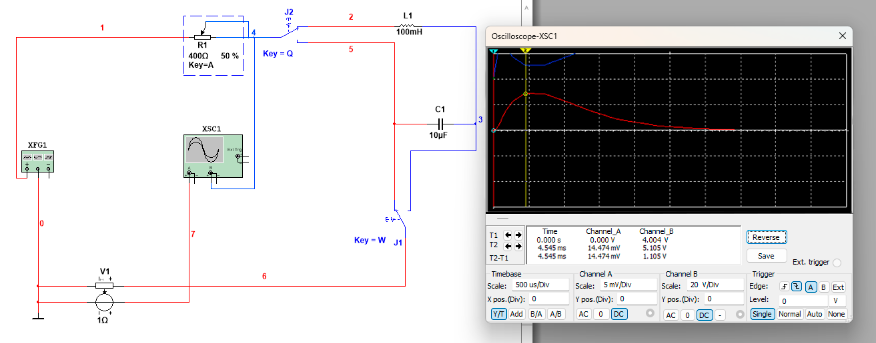 J2
1
4
2
L1
100mH
R1
400Ω 50 %
Key=A
Key = Q
5
XSC1
C1
10µF
3
XFG1
0
7
Key = W
J1
6
V1
1Ω
Oscilloscope-XSC1
Time Channel_A Channel_B
T1 0.000 s 0.000 V 4.004 V
T2 4.545 ms 14.474 mV 5.105 V
T2-T1 4.545 ms 14.474 mV 1.105 V
Reverse
Save
Ext. trigger
Timebase
Scale: 500 us/Div
X pos.(Div): 0
Y/T Add B/A A/B
Channel A
Scale: 5 mV/Div
Y pos.(Div): 0
AC 0 DC
Channel B
Scale: 20 V/Div
Y pos.(Div): 0
AC 0 DC -
Trigger
Edge: A B Ext
Level: 0 V
Single Normal Auto None